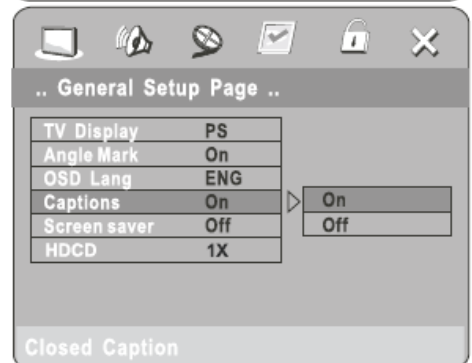 .. General Setup Page ..
TV Display PS
Angle Mark On
OSD Lang ENG
Captions On On
Screen saver Off Off
HDCD 1X
Closed Caption